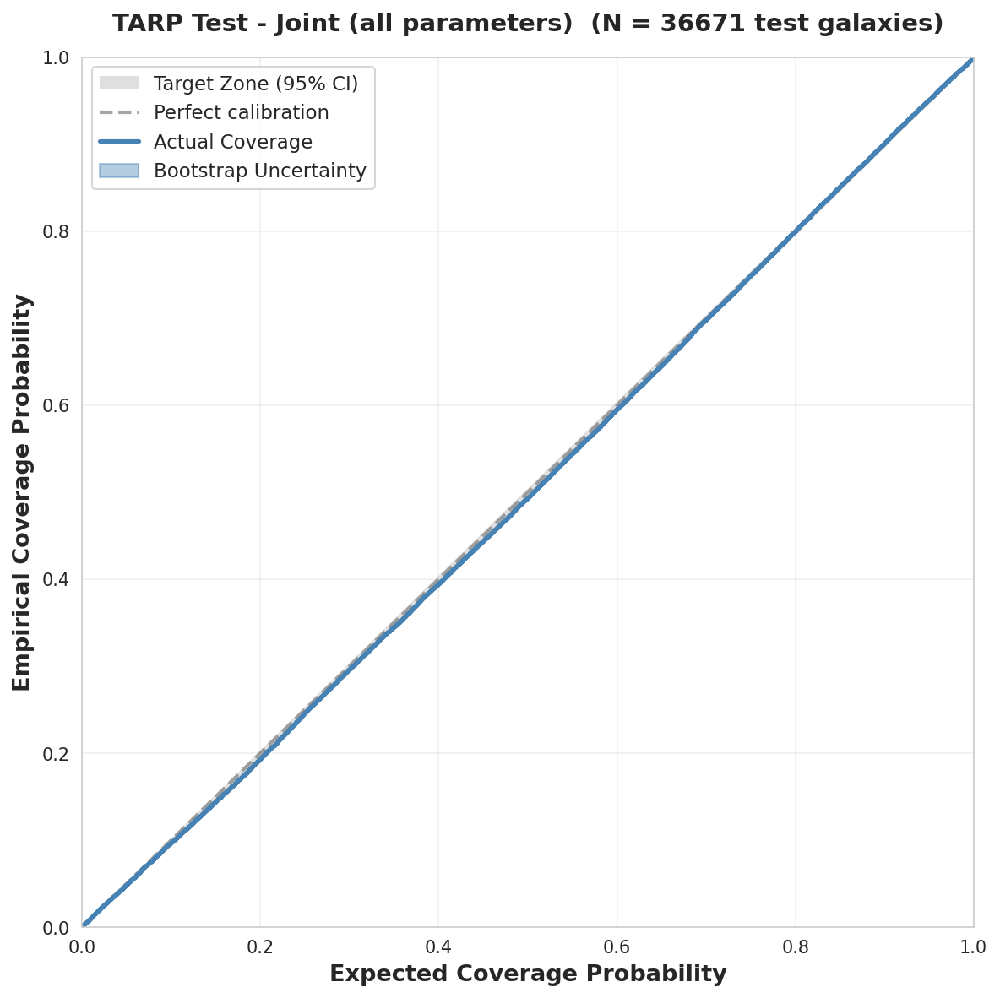 TARP Test - Joint (all parameters)  (N = 36671 test galaxies)
1.0
Target Zone (95% CI)
Perfect calibration
Actual Coverage
Bootstrap Uncertainty
0.8
0.6
0.4
0.2
0.0
Empirical Coverage Probability
0.0 0.2 0.4 0.6 0.8 1.0
Expected Coverage Probability